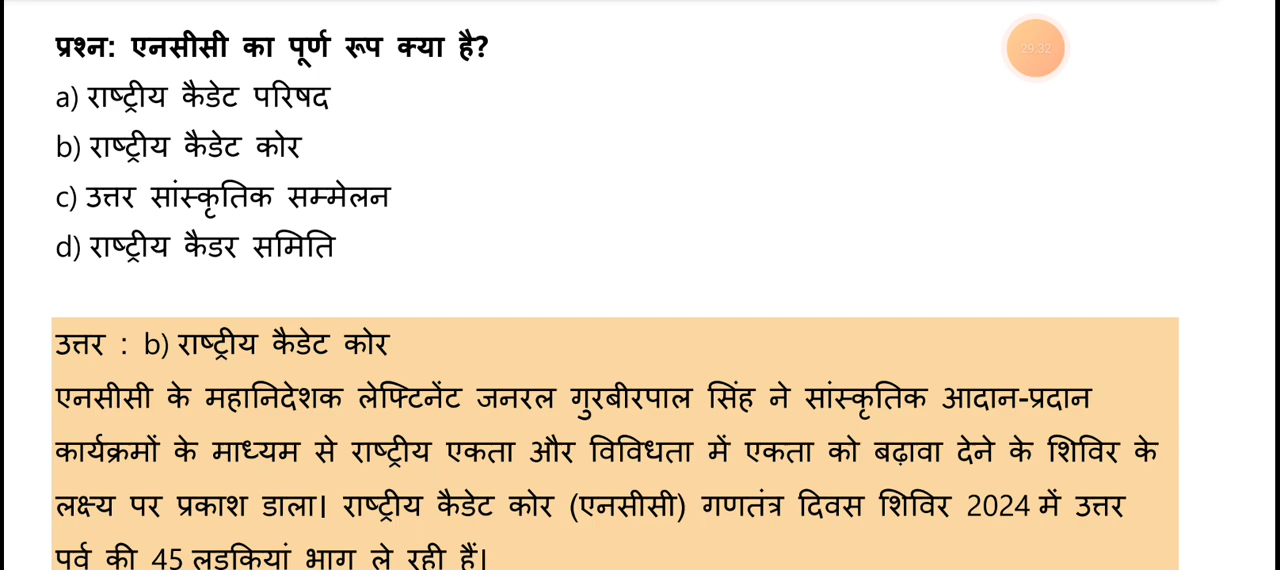 प्रश्न: एनसीसी का पूर्ण रूप क्या है?
29:32
a) राष्ट्रीय कैडेट परिषद
b) राष्ट्रीय कैडेट कोर
c) उत्तर सांस्कृतिक सम्मेलन
d) राष्ट्रीय कैडर समिति
उत्तर : b) राष्ट्रीय कैडेट कोर
एनसीसी के महानिदेशक लेफ्टिनेंट जनरल गुरबीरपाल सिंह ने सांस्कृतिक आदान-प्रदान
कार्यक्रमों के माध्यम से राष्ट्रीय एकता और विविधता में एकता को बढ़ावा देने के शिविर के
लक्ष्य पर प्रकाश डाला। राष्ट्रीय कैडेट कोर (एनसीसी) गणतंत्र दिवस शिविर 2024 में उत्तर
पूर्व की 45 लड़कियां भाग ले रही हैं।